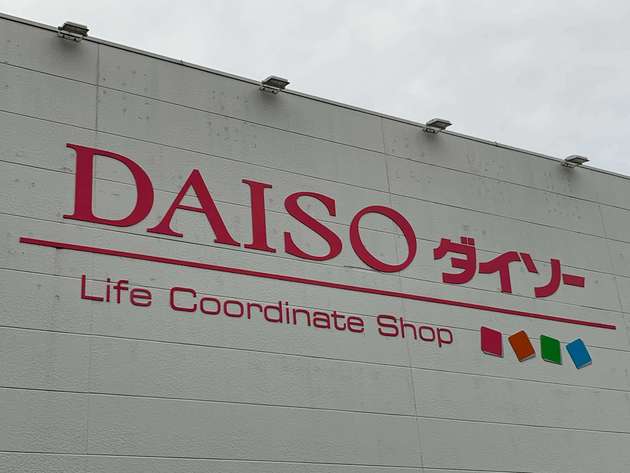 DAISO ダイソー
Life Coordinate Shop